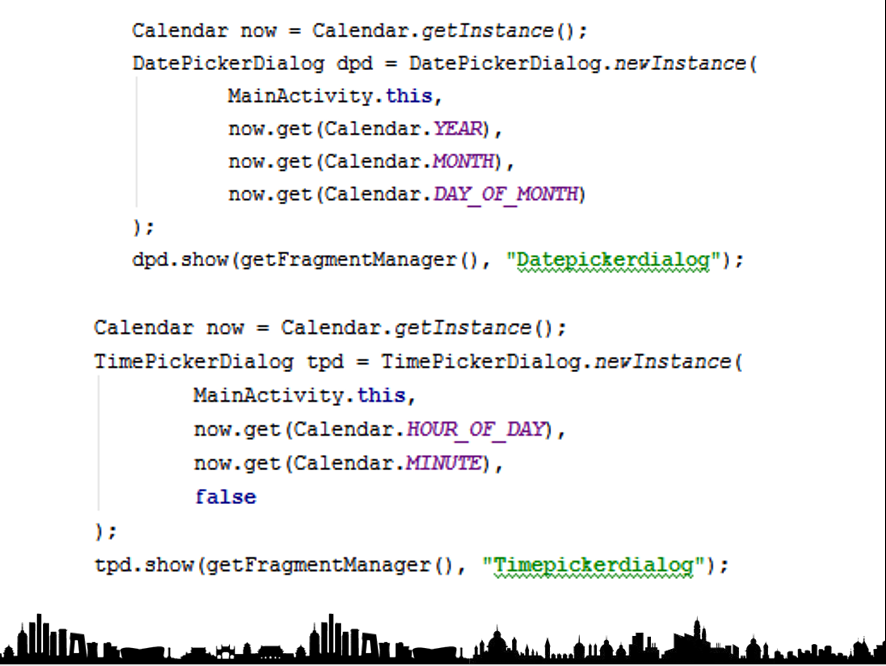 Calendar now = Calendar.getInstance();
DatePickerDialog dpd = DatePickerDialog.newInstance(
MainActivity.this,
now.get(Calendar.YEAR),
now.get(Calendar.MONTH),
now.get(Calendar.DAY_OF_MONTH)
);
dpd.show(getFragmentManager(), "Datepickerdialog");
Calendar now = Calendar.getInstance();
TimePickerDialog tpd = TimePickerDialog.newInstance(
MainActivity.this,
now.get(Calendar.HOUR_OF_DAY),
now.get(Calendar.MINUTE),
false
);
tpd.show(getFragmentManager(), "Timepickerdialog");